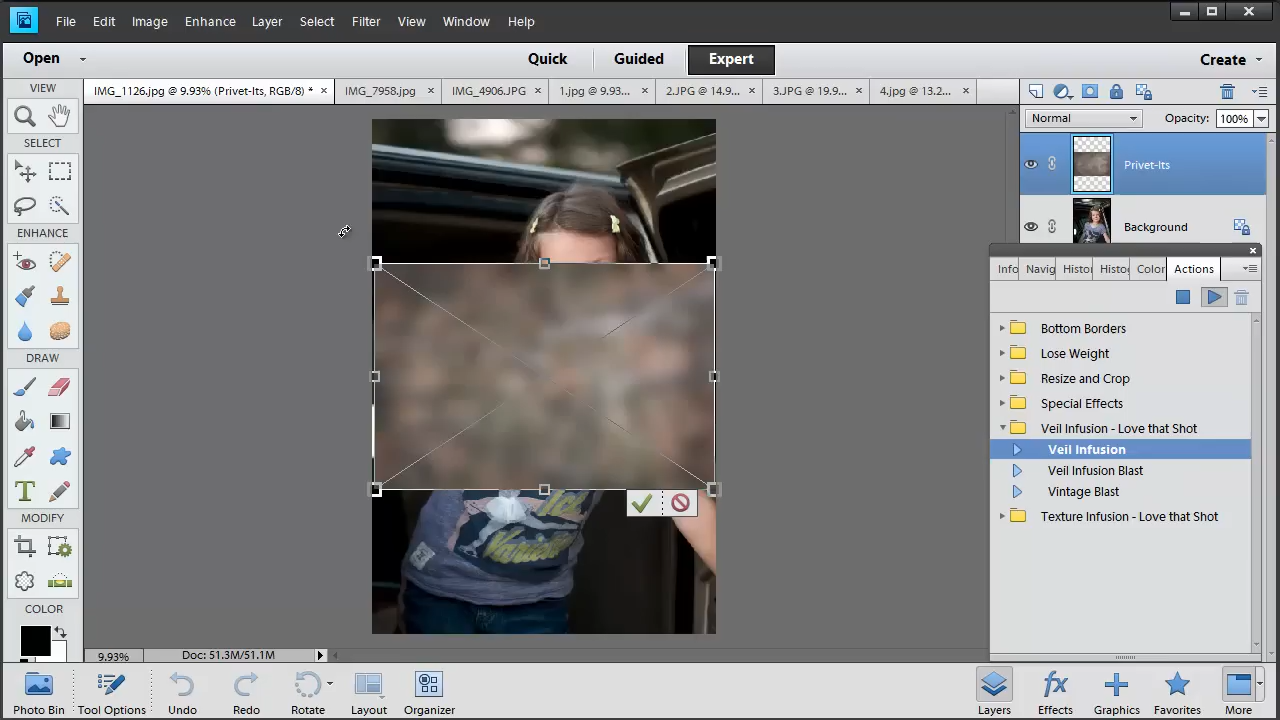 File Edit Image Enhance Layer Select Filter View Window Help
Open Quick Guided Expert Create
VIEW
IMG_1126.jpg @ 9.93% (Privet-Its, RGB/8) * × IMG_7958.jpg × IMG_4906.JPG × 1.jpg @ 9.93... × 2.JPG @ 14.9... × 3.JPG @ 19.9... × 4.jpg @ 13.2... ×
Normal Opacity: 100%
SELECT
Privet-Its
Background
ENHANCE
Info Navig Histo Histo Color Actions
Bottom Borders
Lose Weight
DRAW
Resize and Crop
Special Effects
Veil Infusion - Love that Shot
Veil Infusion
Veil Infusion Blast
Vintage Blast
Texture Infusion - Love that Shot
T
MODIFY
COLOR
9.93% Doc: 51.3M/51.1M
Photo Bin Tool Options Undo Redo Rotate Layout Organizer
fx
Layers Effects Graphics Favorites More